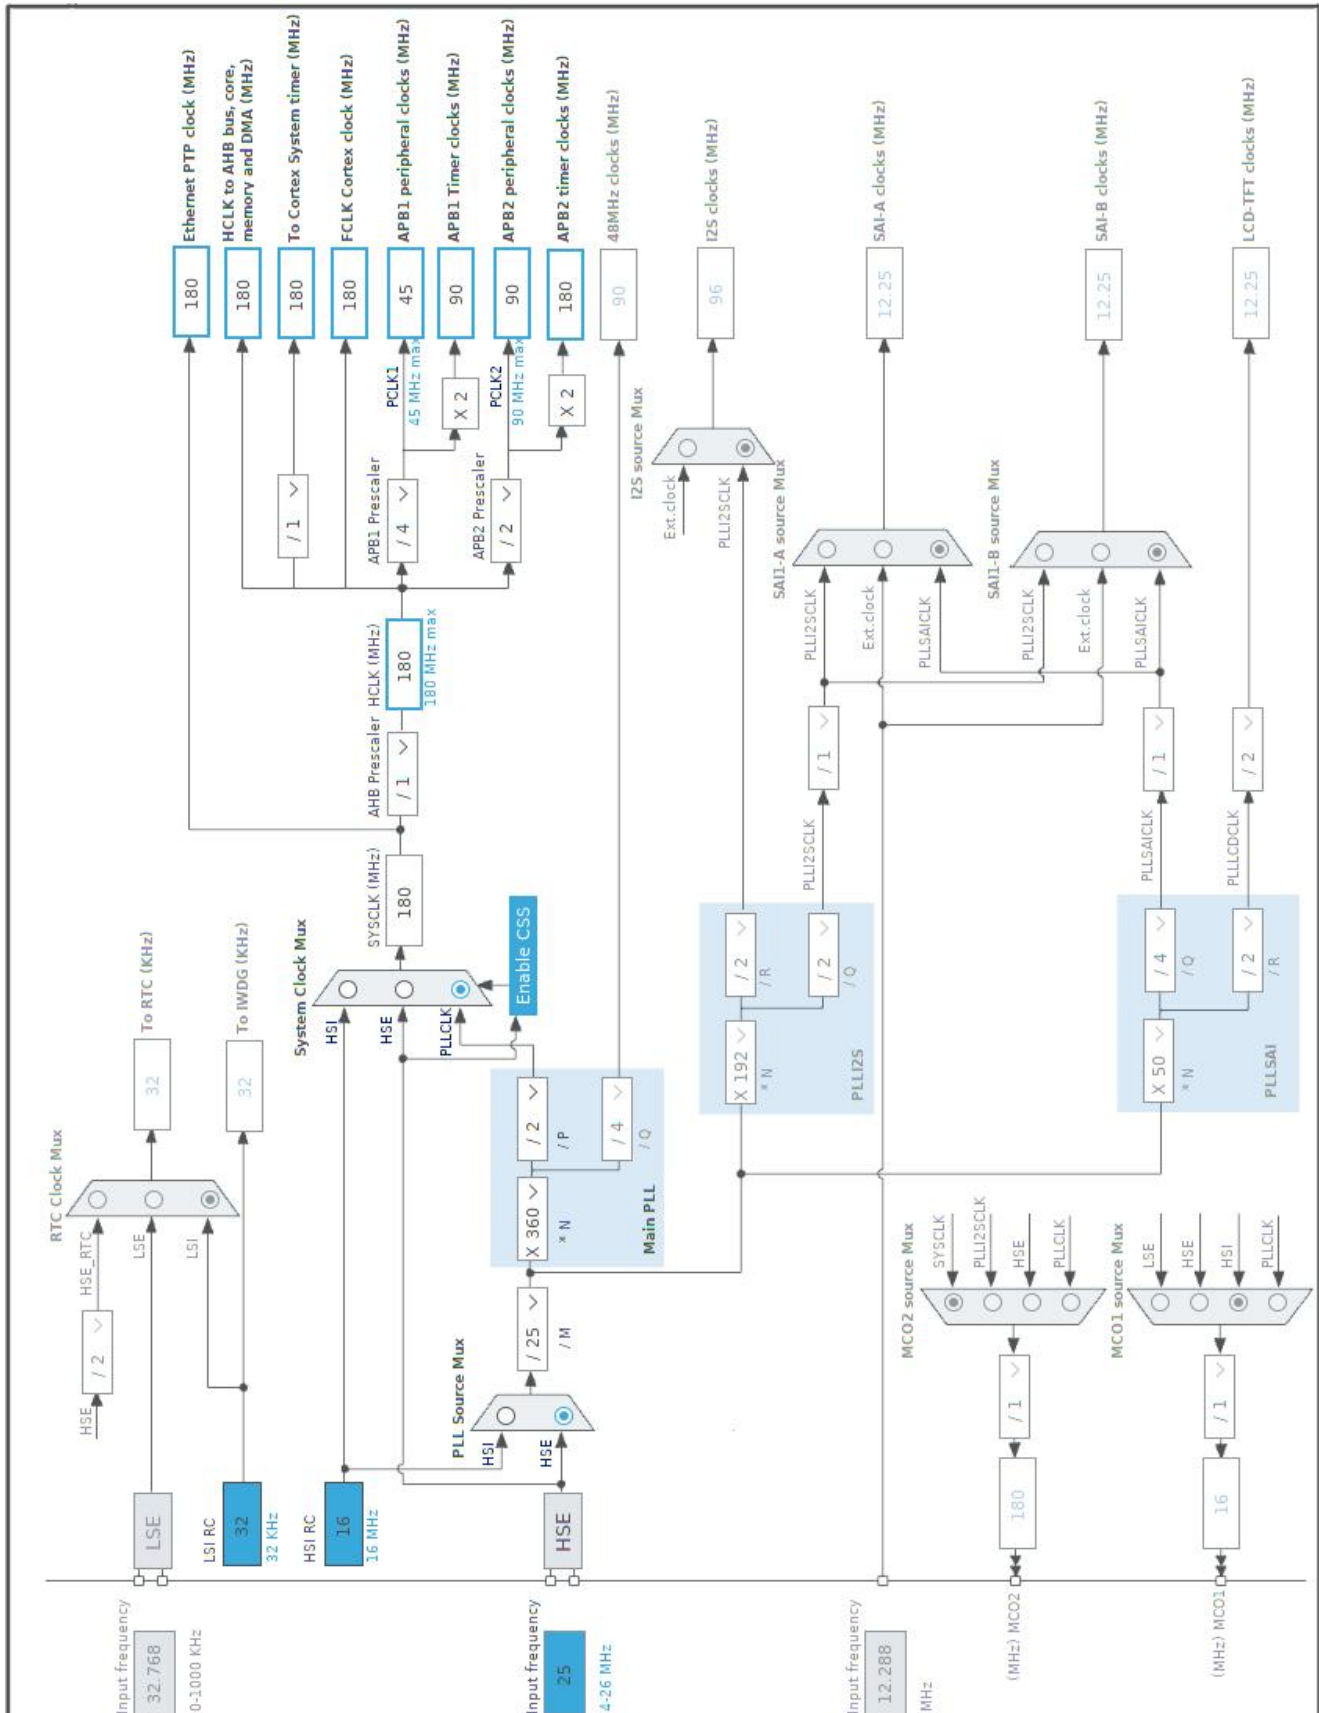 Input frequency
32.768
0-1000 KHz
LSE
LSI RC
32
32 KHz
HSE
/ 2
HSE_RTC
LSE
LSI
RTC Clock Mux
32
To RTC (KHz)
32
To IWDG (KHz)
HSI RC
16
16 MHz
Input frequency
25
4-26 MHz
HSE
PLL Source Mux
HSI
HSE
/ 25
/ M
X 360
* N
/ 2
/ P
/ 4
/ Q
Main PLL
System Clock Mux
HSI
HSE
PLLCLK
Enable CSS
SYSCLK (MHz)
180
AHB Prescaler
/ 1
HCLK (MHz)
180
180 MHz max
/ 1
APB1 Prescaler
/ 4
PCLK1
45 MHz max
X 2
APB2 Prescaler
/ 2
PCLK2
90 MHz max
X 2
180
Ethernet PTP clock (MHz)
180
HCLK to AHB bus, core,
memory and DMA (MHz)
180
To Cortex System timer (MHz)
180
FCLK Cortex clock (MHz)
45
APB1 peripheral clocks (MHz)
90
APB1 Timer clocks (MHz)
90
APB2 peripheral clocks (MHz)
180
APB2 timer clocks (MHz)
90
48MHz clocks (MHz)
X 192
* N
/ 2
/ R
/ 2
/ Q
PLLI2S
PLLI2SCLK
/ 1
I2S source Mux
Ext.clock
PLLI2SCLK
96
I2S clocks (MHz)
SAI1-A source Mux
PLLI2SCLK
Ext.clock
PLLSAICLK
12.25
SAI-A clocks (MHz)
SAI1-B source Mux
PLLI2SCLK
Ext.clock
PLLSAICLK
12.25
SAI-B clocks (MHz)
X 50
* N
/ 4
/ Q
/ 2
/ R
PLLSAI
PLLSAICLK
/ 1
PLLLCDCLK
/ 2
12.25
LCD-TFT clocks (MHz)
Input frequency
12.288
MHz
MCO2 source Mux
SYSCLK
PLLI2SCLK
HSE
PLLCLK
/ 1
180
(MHz) MCO2
MCO1 source Mux
LSE
HSE
HSI
PLLCLK
/ 1
16
(MHz) MCO1